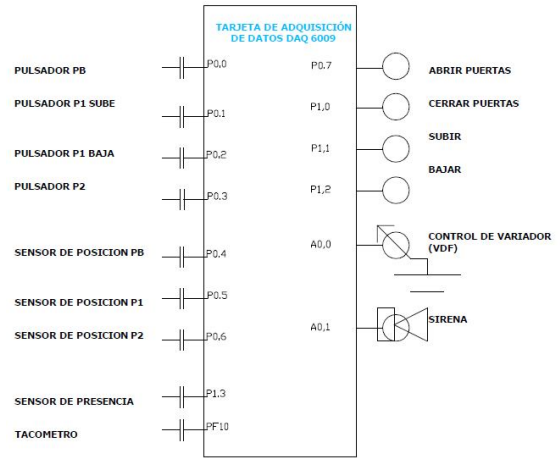 TARJETA DE ADQUISICIÓN
DE DATOS DAQ 6009
PULSADOR PB
P0.0
P0.7
ABRIR PUERTAS
PULSADOR P1 SUBE
P0.1
P1,0
CERRAR PUERTAS
PULSADOR P1 BAJA
P0.2
P1,1
SUBIR
PULSADOR P2
P0.3
P1,2
BAJAR
SENSOR DE POSICION PB
P0.4
A0,0
CONTROL DE VARIADOR
(VDF)
SENSOR DE POSICION P1
P0.5
SENSOR DE POSICION P2
P0.6
A0,1
SIRENA
SENSOR DE PRESENCIA
P1.3
TACOMETRO
PF10